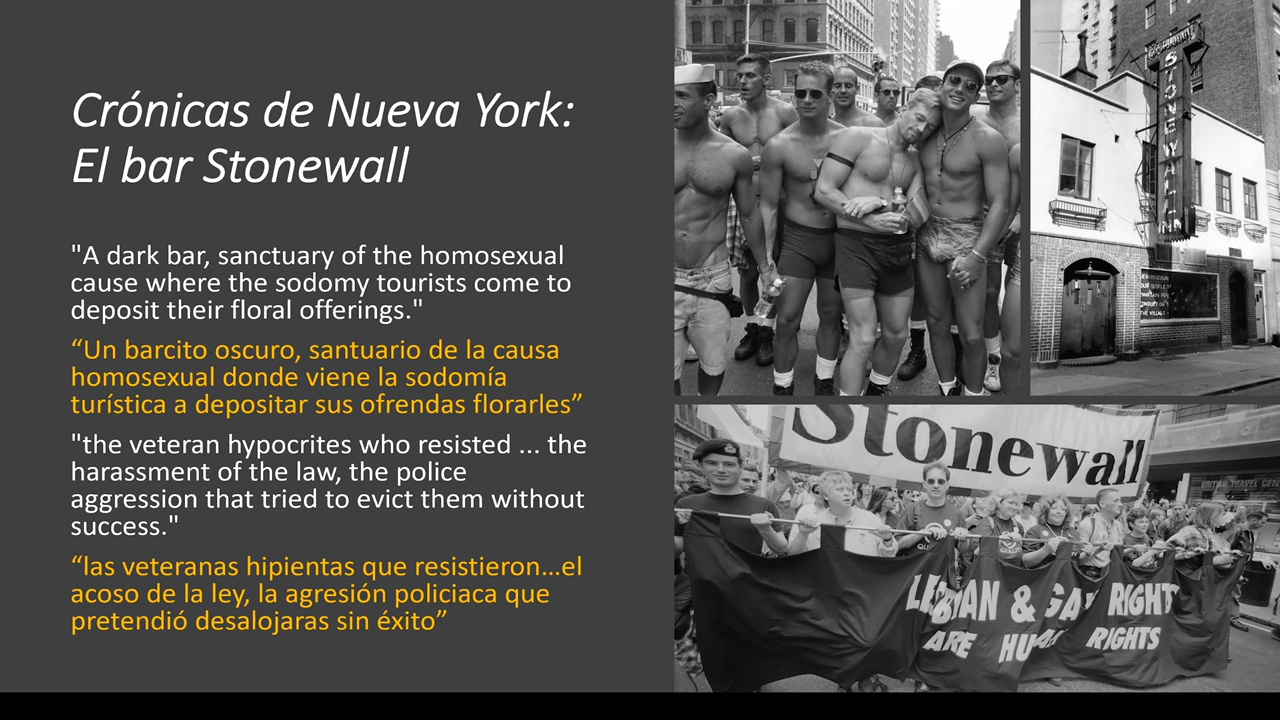 Crónicas de Nueva York:
El bar Stonewall
"A dark bar, sanctuary of the homosexual
cause where the sodomy tourists come to
deposit their floral offerings."
“Un barcito oscuro, santuario de la causa
homosexual donde viene la sodomía
turística a depositar sus ofrendas florarles”
"the veteran hypocrites who resisted ... the
harassment of the law, the police
aggression that tried to evict them without
success."
“las veteranas hipientas que resistieron...el
acoso de la ley, la agresión policiaca que
pretendió desalojaras sin éxito”
STONEWALL
Stonewall
BRITISH TRAVEL
LESBIAN & GAY RIGHTS
ARE HUMAN RIGHTS